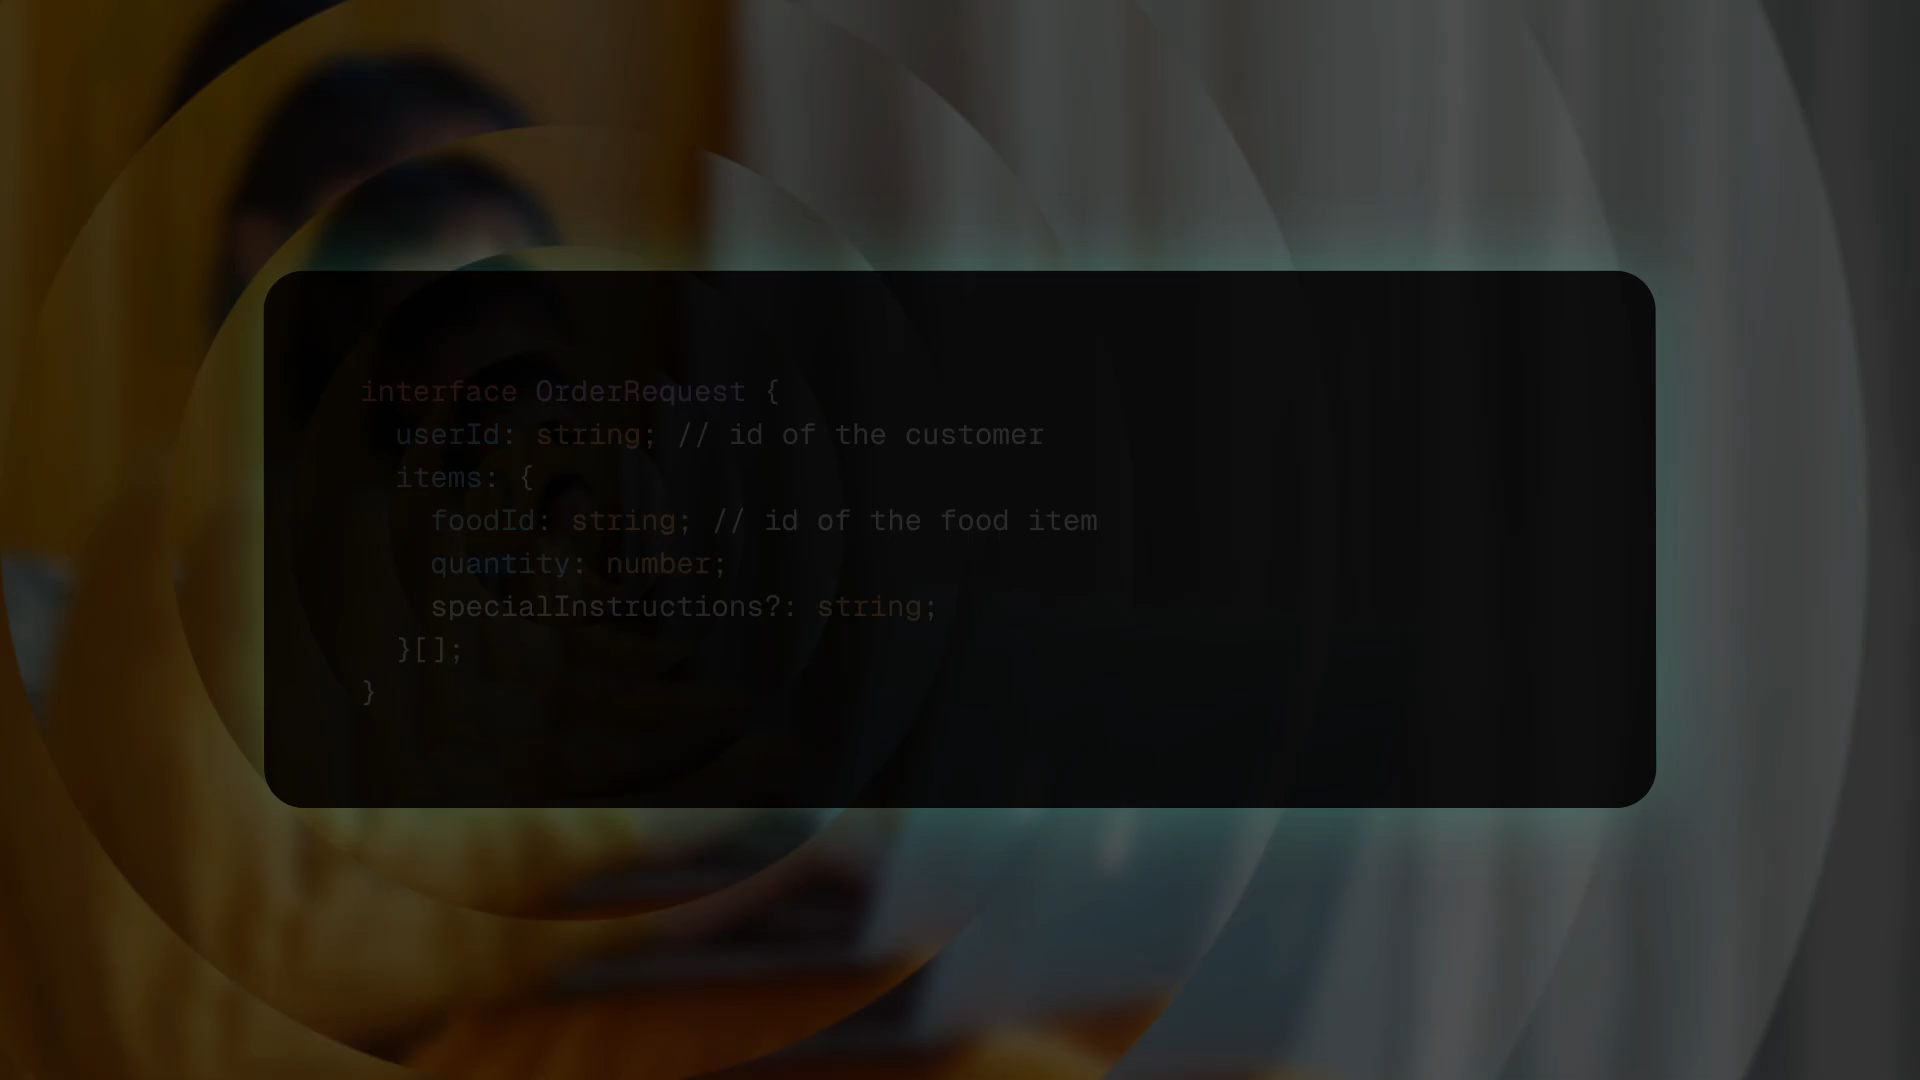 interface OrderRequest {
  userId: string; // id of the customer
  items: {
    foodId: string; // id of the food item
    quantity: number;
    specialInstructions?: string;
  }[];
}